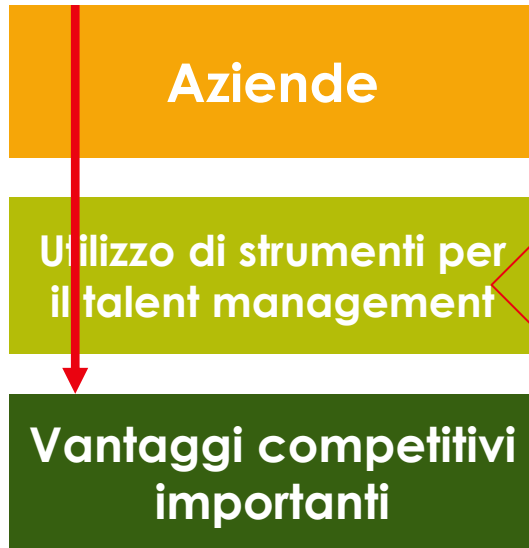 Aziende
Utilizzo di strumenti per
il talent management
Vantaggi competitivi
importanti